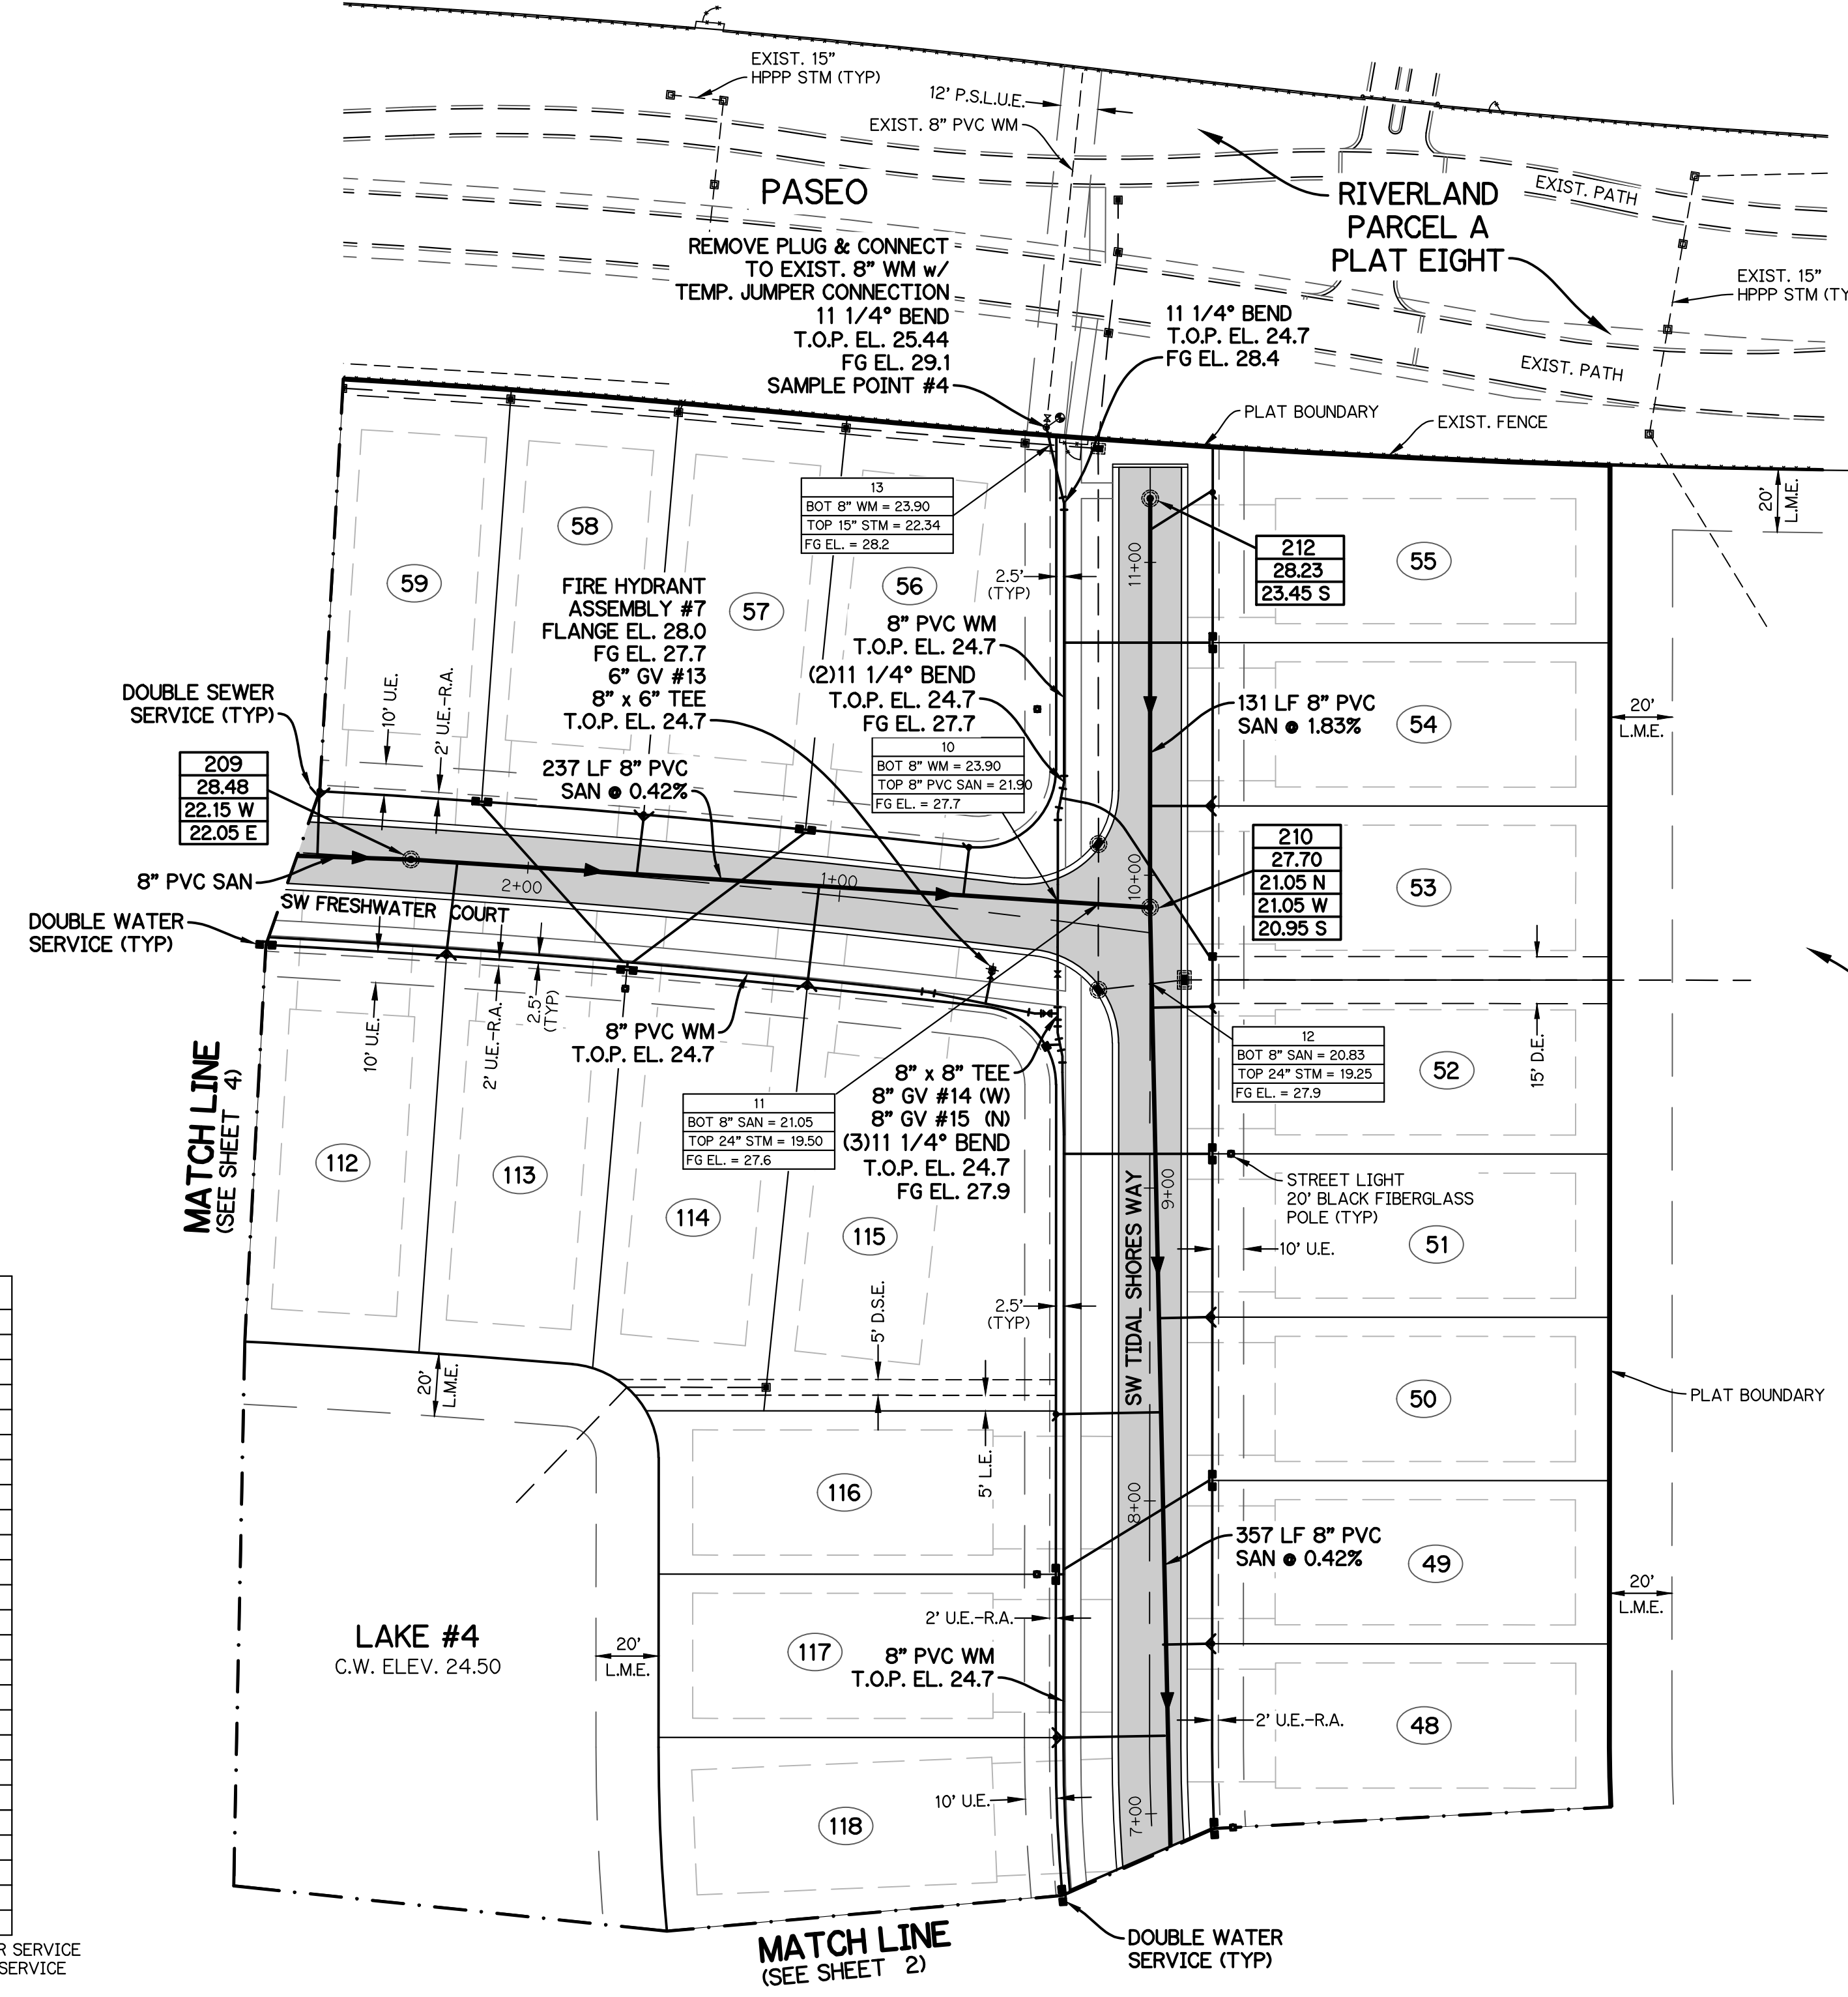 EXIST. 15"
HPPP STM (TYP)
12' P.S.L.U.E.
EXIST. 8" PVC WM
PASEO
RIVERLAND
PARCEL A
PLAT EIGHT
EXIST. PATH
EXIST. 15"
HPPP STM (TY
EXIST. PATH
REMOVE PLUG & CONNECT
TO EXIST. 8" WM w/
TEMP. JUMPER CONNECTION
11 1/4° BEND
T.O.P. EL. 25.44
FG EL. 29.1
SAMPLE POINT #4
11 1/4° BEND
T.O.P. EL. 24.7
FG EL. 28.4
PLAT BOUNDARY
EXIST. FENCE
20'
L.M.E.
13
BOT 8" WM = 23.90
TOP 15" STM = 22.34
FG EL. = 28.2
59
58
57
56
55
2.5'
(TYP)
11+00
212
28.23
23.45 S
FIRE HYDRANT
ASSEMBLY #7
FLANGE EL. 28.0
FG EL. 27.7
6" GV #13
8" x 6" TEE
T.O.P. EL. 24.7
8" PVC WM
T.O.P. EL. 24.7
(2)11 1/4° BEND
T.O.P. EL. 24.7
FG EL. 27.7
DOUBLE SEWER
SERVICE (TYP)
10' U.E.
2' U.E.-R.A.
131 LF 8" PVC
SAN @ 1.83%
54
20'
L.M.E.
209
28.48
22.15 W
22.05 E
237 LF 8" PVC
SAN @ 0.42%
10
BOT 8" WM = 23.90
TOP 8" PVC SAN = 21.90
FG EL. = 27.7
210
27.70
21.05 N
21.05 W
20.95 S
53
8" PVC SAN
2+00
1+00
10+00
SW FRESHWATER COURT
DOUBLE WATER
SERVICE (TYP)
10' U.E.
2' U.E.-R.A.
2.5'
(TYP)
8" PVC WM
T.O.P. EL. 24.7
12
BOT 8" SAN = 20.83
TOP 24" STM = 19.25
FG EL. = 27.9
52
15' D.E.
MATCH LINE
(SEE SHEET 4)
11
BOT 8" SAN = 21.05
TOP 24" STM = 19.50
FG EL. = 27.6
8" x 8" TEE
8" GV #14 (W)
8" GV #15 (N)
(3)11 1/4° BEND
T.O.P. EL. 24.7
FG EL. 27.9
112
113
114
115
9+00
SW TIDAL SHORES WAY
STREET LIGHT
20' BLACK FIBERGLASS
POLE (TYP)
10' U.E.
51
2.5'
(TYP)
5' D.S.E.
20'
L.M.E.
5' L.E.
50
PLAT BOUNDARY
116
8+00
357 LF 8" PVC
SAN @ 0.42%
49
20'
L.M.E.
LAKE #4
C.W. ELEV. 24.50
20'
L.M.E.
2' U.E.-R.A.
117
8" PVC WM
T.O.P. EL. 24.7
2' U.E.-R.A.
48
10' U.E.
118
7+00
MATCH LINE
(SEE SHEET 2)
DOUBLE WATER
SERVICE (TYP)
R SERVICE
SERVICE